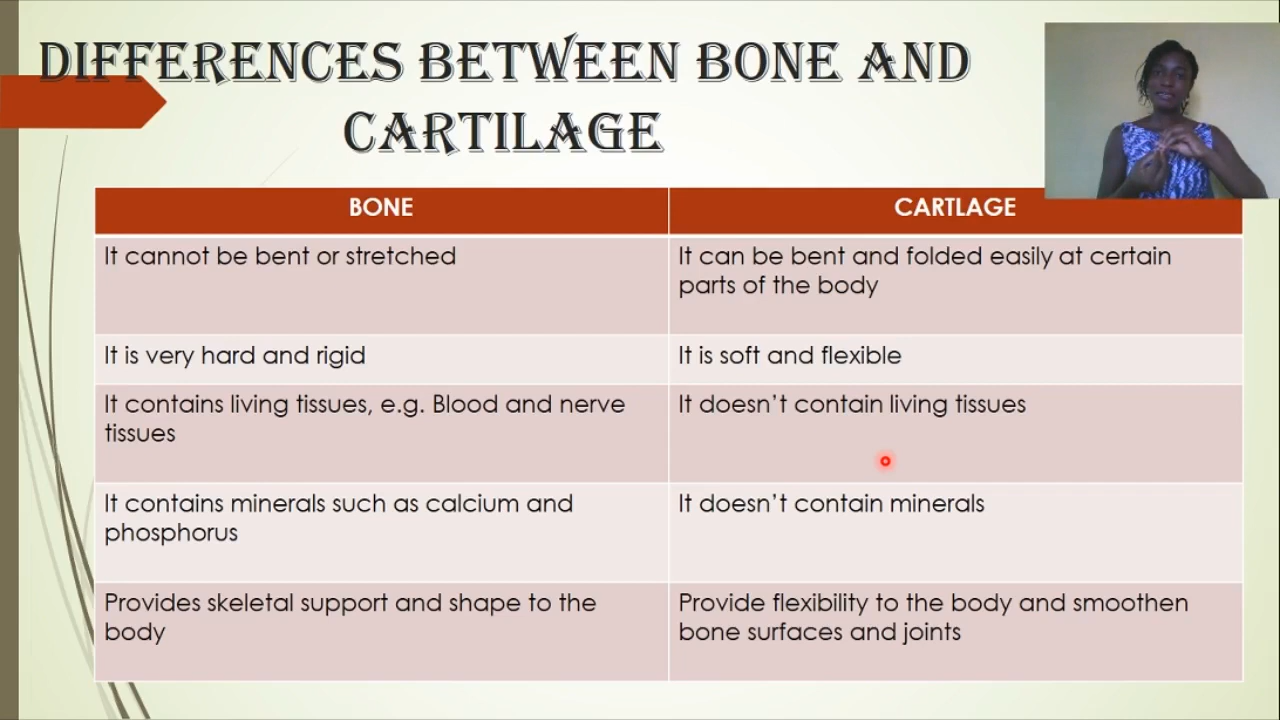 DIFFERENCES BETWEEN BONE AND
CARTILAGE
BONE
CARTLAGE
It cannot be bent or stretched
It can be bent and folded easily at certain
parts of the body
It is very hard and rigid
It is soft and flexible
It contains living tissues, e.g. Blood and nerve
tissues
It doesn't contain living tissues
It contains minerals such as calcium and
phosphorus
It doesn't contain minerals
Provides skeletal support and shape to the
body
Provide flexibility to the body and smoothen
bone surfaces and joints